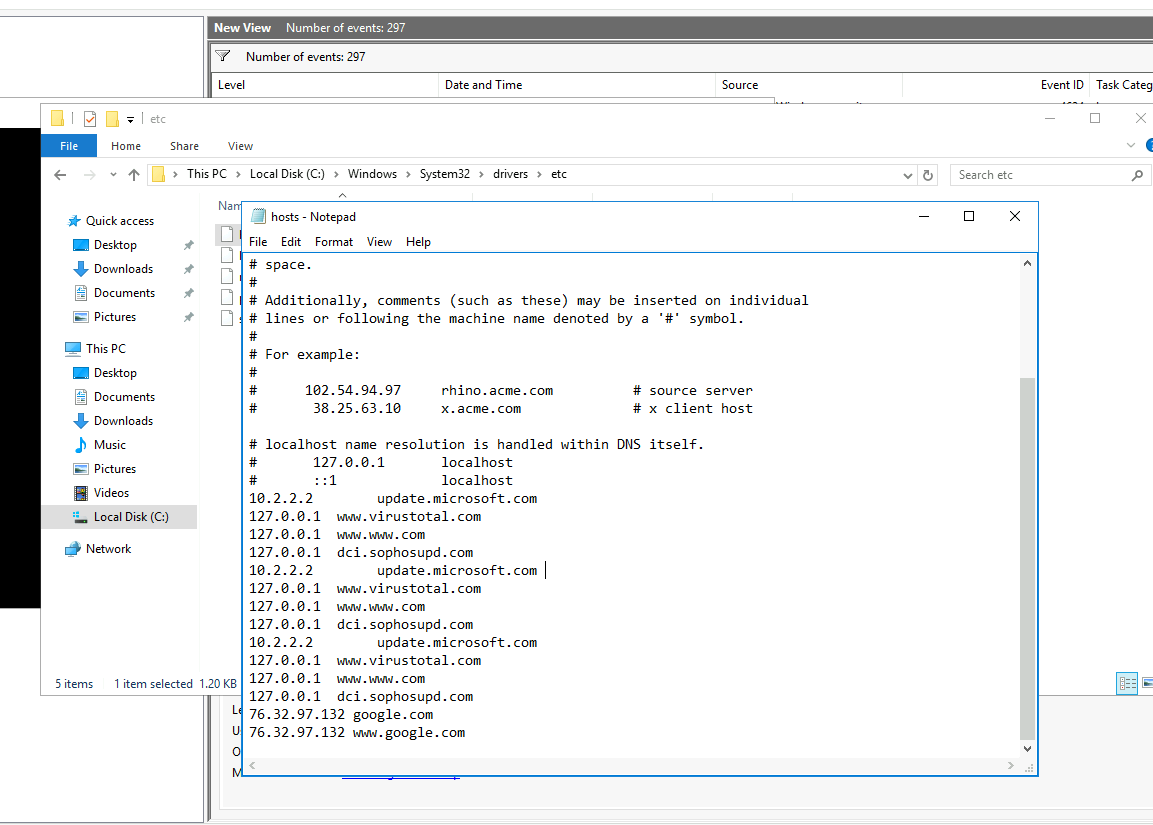 New View Number of events: 297
Number of events: 297
Level Date and Time Source Event ID Task Categ
etc
File Home Share View
This PC Local Disk (C:) Windows System32 drivers etc
Search etc
Quick access
Desktop
Downloads
Documents
Pictures
This PC
Desktop
Documents
Downloads
Music
Pictures
Videos
Local Disk (C:)
Network
5 items 1 item selected 1.20 KB
hosts - Notepad
File Edit Format View Help
# space.
#
# Additionally, comments (such as these) may be inserted on individual
# lines or following the machine name denoted by a '#' symbol.
#
# For example:
#
# 102.54.94.97 rhino.acme.com # source server
# 38.25.63.10 x.acme.com # x client host
# localhost name resolution is handled within DNS itself.
# 127.0.0.1 localhost
# ::1 localhost
10.2.2.2 update.microsoft.com
127.0.0.1 www.virustotal.com
127.0.0.1 www.www.com
127.0.0.1 dci.sophosupd.com
10.2.2.2 update.microsoft.com
127.0.0.1 www.virustotal.com
127.0.0.1 www.www.com
127.0.0.1 dci.sophosupd.com
10.2.2.2 update.microsoft.com
127.0.0.1 www.virustotal.com
127.0.0.1 www.www.com
127.0.0.1 dci.sophosupd.com
76.32.97.132 google.com
76.32.97.132 www.google.com